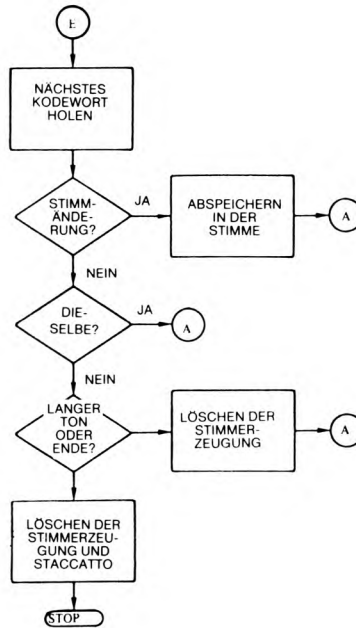 E
NÄCHSTES
KODEWORT
HOLEN
STIMM-
ÄNDE-
RUNG?
JA
ABSPEICHERN
IN DER
STIMME
A
NEIN
DIE-
SELBE?
JA
A
NEIN
LANGER
TON
ODER
ENDE?
LÖSCHEN DER
STIMMER-
ZEUGUNG
A
LÖSCHEN DER
STIMMERZEU-
GUNG UND
STACCATTO
STOP